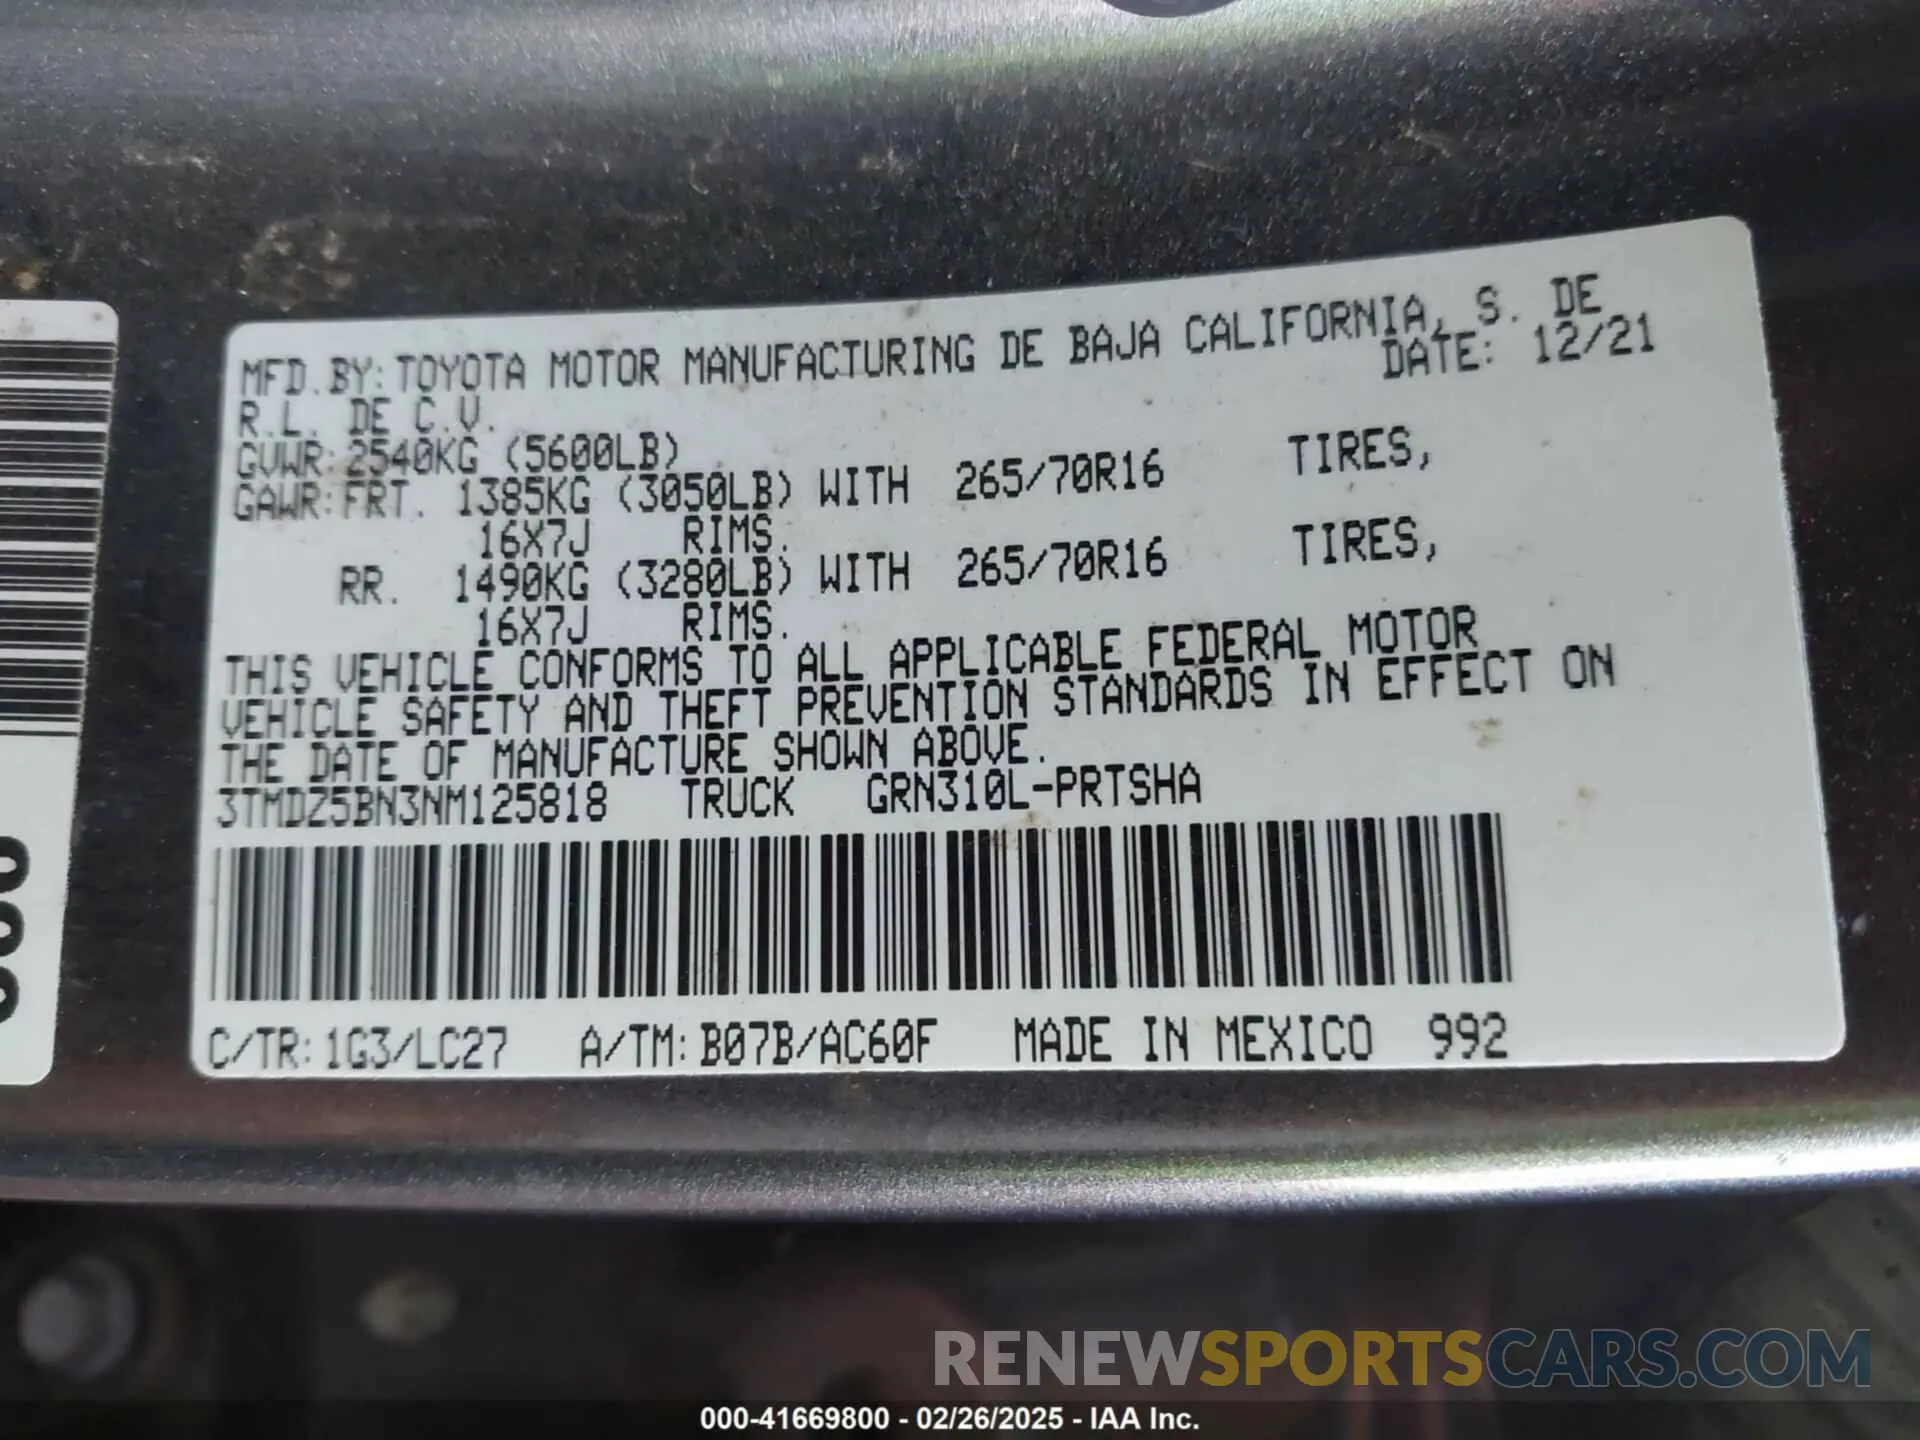 MFD.BY:TOYOTA MOTOR MANUFACTURING DE BAJA CALIFORNIA, S. DE
R.L. DE C.V. DATE: 12/21
GVWR:2540KG (5600LB)
GAWR:FRT. 1385KG (3050LB) WITH 265/70R16 TIRES,
16X7J RIMS.
RR. 1490KG (3280LB) WITH 265/70R16 TIRES,
16X7J RIMS.
THIS VEHICLE CONFORMS TO ALL APPLICABLE FEDERAL MOTOR
VEHICLE SAFETY AND THEFT PREVENTION STANDARDS IN EFFECT ON
THE DATE OF MANUFACTURE SHOWN ABOVE.
3TMDZ5BN3NM125818 TRUCK GRN310L-PRTSHA
C/TR:1G3/LC27 A/TM:B07B/AC60F MADE IN MEXICO 992
RENEWSPORTSCARS.COM
000-41669800 - 02/26/2025 - IAA Inc.